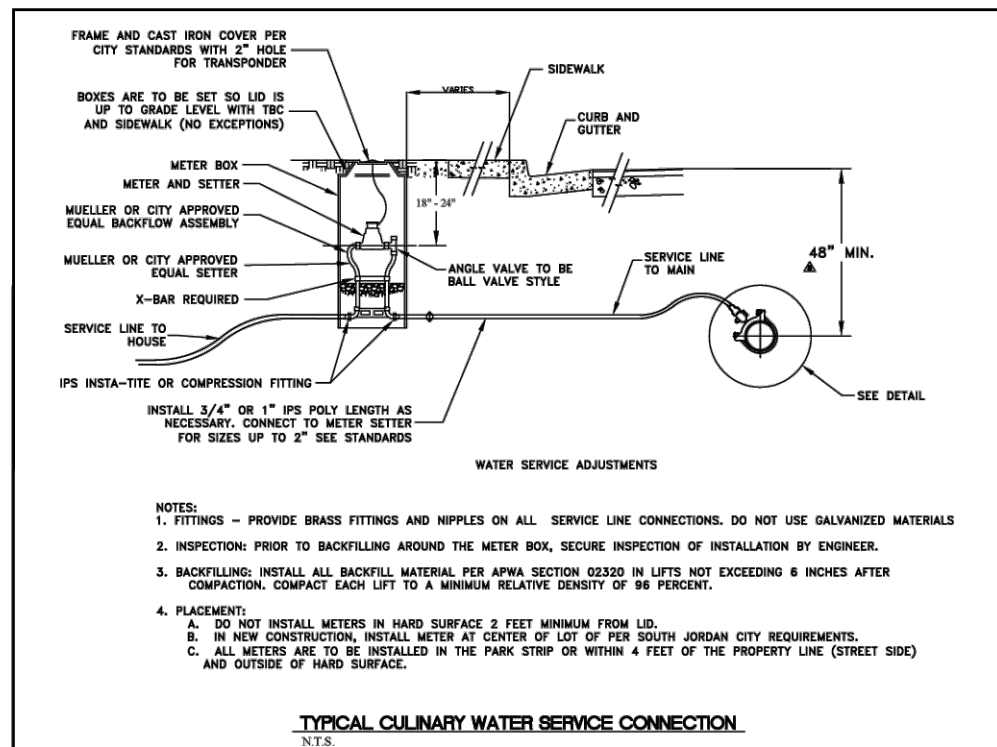 FRAME AND CAST IRON COVER PER
CITY STANDARDS WITH 2" HOLE
FOR TRANSPONDER
BOXES ARE TO BE SET SO LID IS
UP TO GRADE LEVEL WITH TBC
AND SIDEWALK (NO EXCEPTIONS)
METER BOX
METER AND SETTER
MUELLER OR CITY APPROVED
EQUAL BACKFLOW ASSEMBLY
MUELLER OR CITY APPROVED
EQUAL SETTER
X-BAR REQUIRED
SERVICE LINE TO
HOUSE
IPS INSTA-TITE OR COMPRESSION FITTING
INSTALL 3/4" OR 1" IPS POLY LENGTH AS
NECESSARY. CONNECT TO METER SETTER
FOR SIZES UP TO 2" SEE STANDARDS
VARIES
SIDEWALK
CURB AND
GUTTER
18" - 24"
ANGLE VALVE TO BE
BALL VALVE STYLE
SERVICE LINE
TO MAIN
48" MIN.
SEE DETAIL
WATER SERVICE ADJUSTMENTS
NOTES:
1. FITTINGS - PROVIDE BRASS FITTINGS AND NIPPLES ON ALL SERVICE LINE CONNECTIONS. DO NOT USE GALVANIZED MATERIALS
2. INSPECTION: PRIOR TO BACKFILLING AROUND THE METER BOX, SECURE INSPECTION OF INSTALLATION BY ENGINEER.
3. BACKFILLING: INSTALL ALL BACKFILL MATERIAL PER APWA SECTION 02320 IN LIFTS NOT EXCEEDING 6 INCHES AFTER
COMPACTION. COMPACT EACH LIFT TO A MINIMUM RELATIVE DENSITY OF 96 PERCENT.
4. PLACEMENT:
A. DO NOT INSTALL METERS IN HARD SURFACE 2 FEET MINIMUM FROM LID.
B. IN NEW CONSTRUCTION, INSTALL METER AT CENTER OF LOT OF PER SOUTH JORDAN CITY REQUIREMENTS.
C. ALL METERS ARE TO BE INSTALLED IN THE PARK STRIP OR WITHIN 4 FEET OF THE PROPERTY LINE (STREET SIDE)
AND OUTSIDE OF HARD SURFACE.
TYPICAL CULINARY WATER SERVICE CONNECTION
N.T.S.